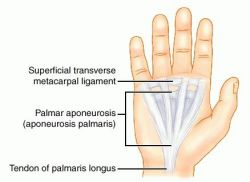 Superficial transverse
metacarpal ligament
Palmar aponeurosis
(aponeurosis palmaris)
Tendon of palmaris longus